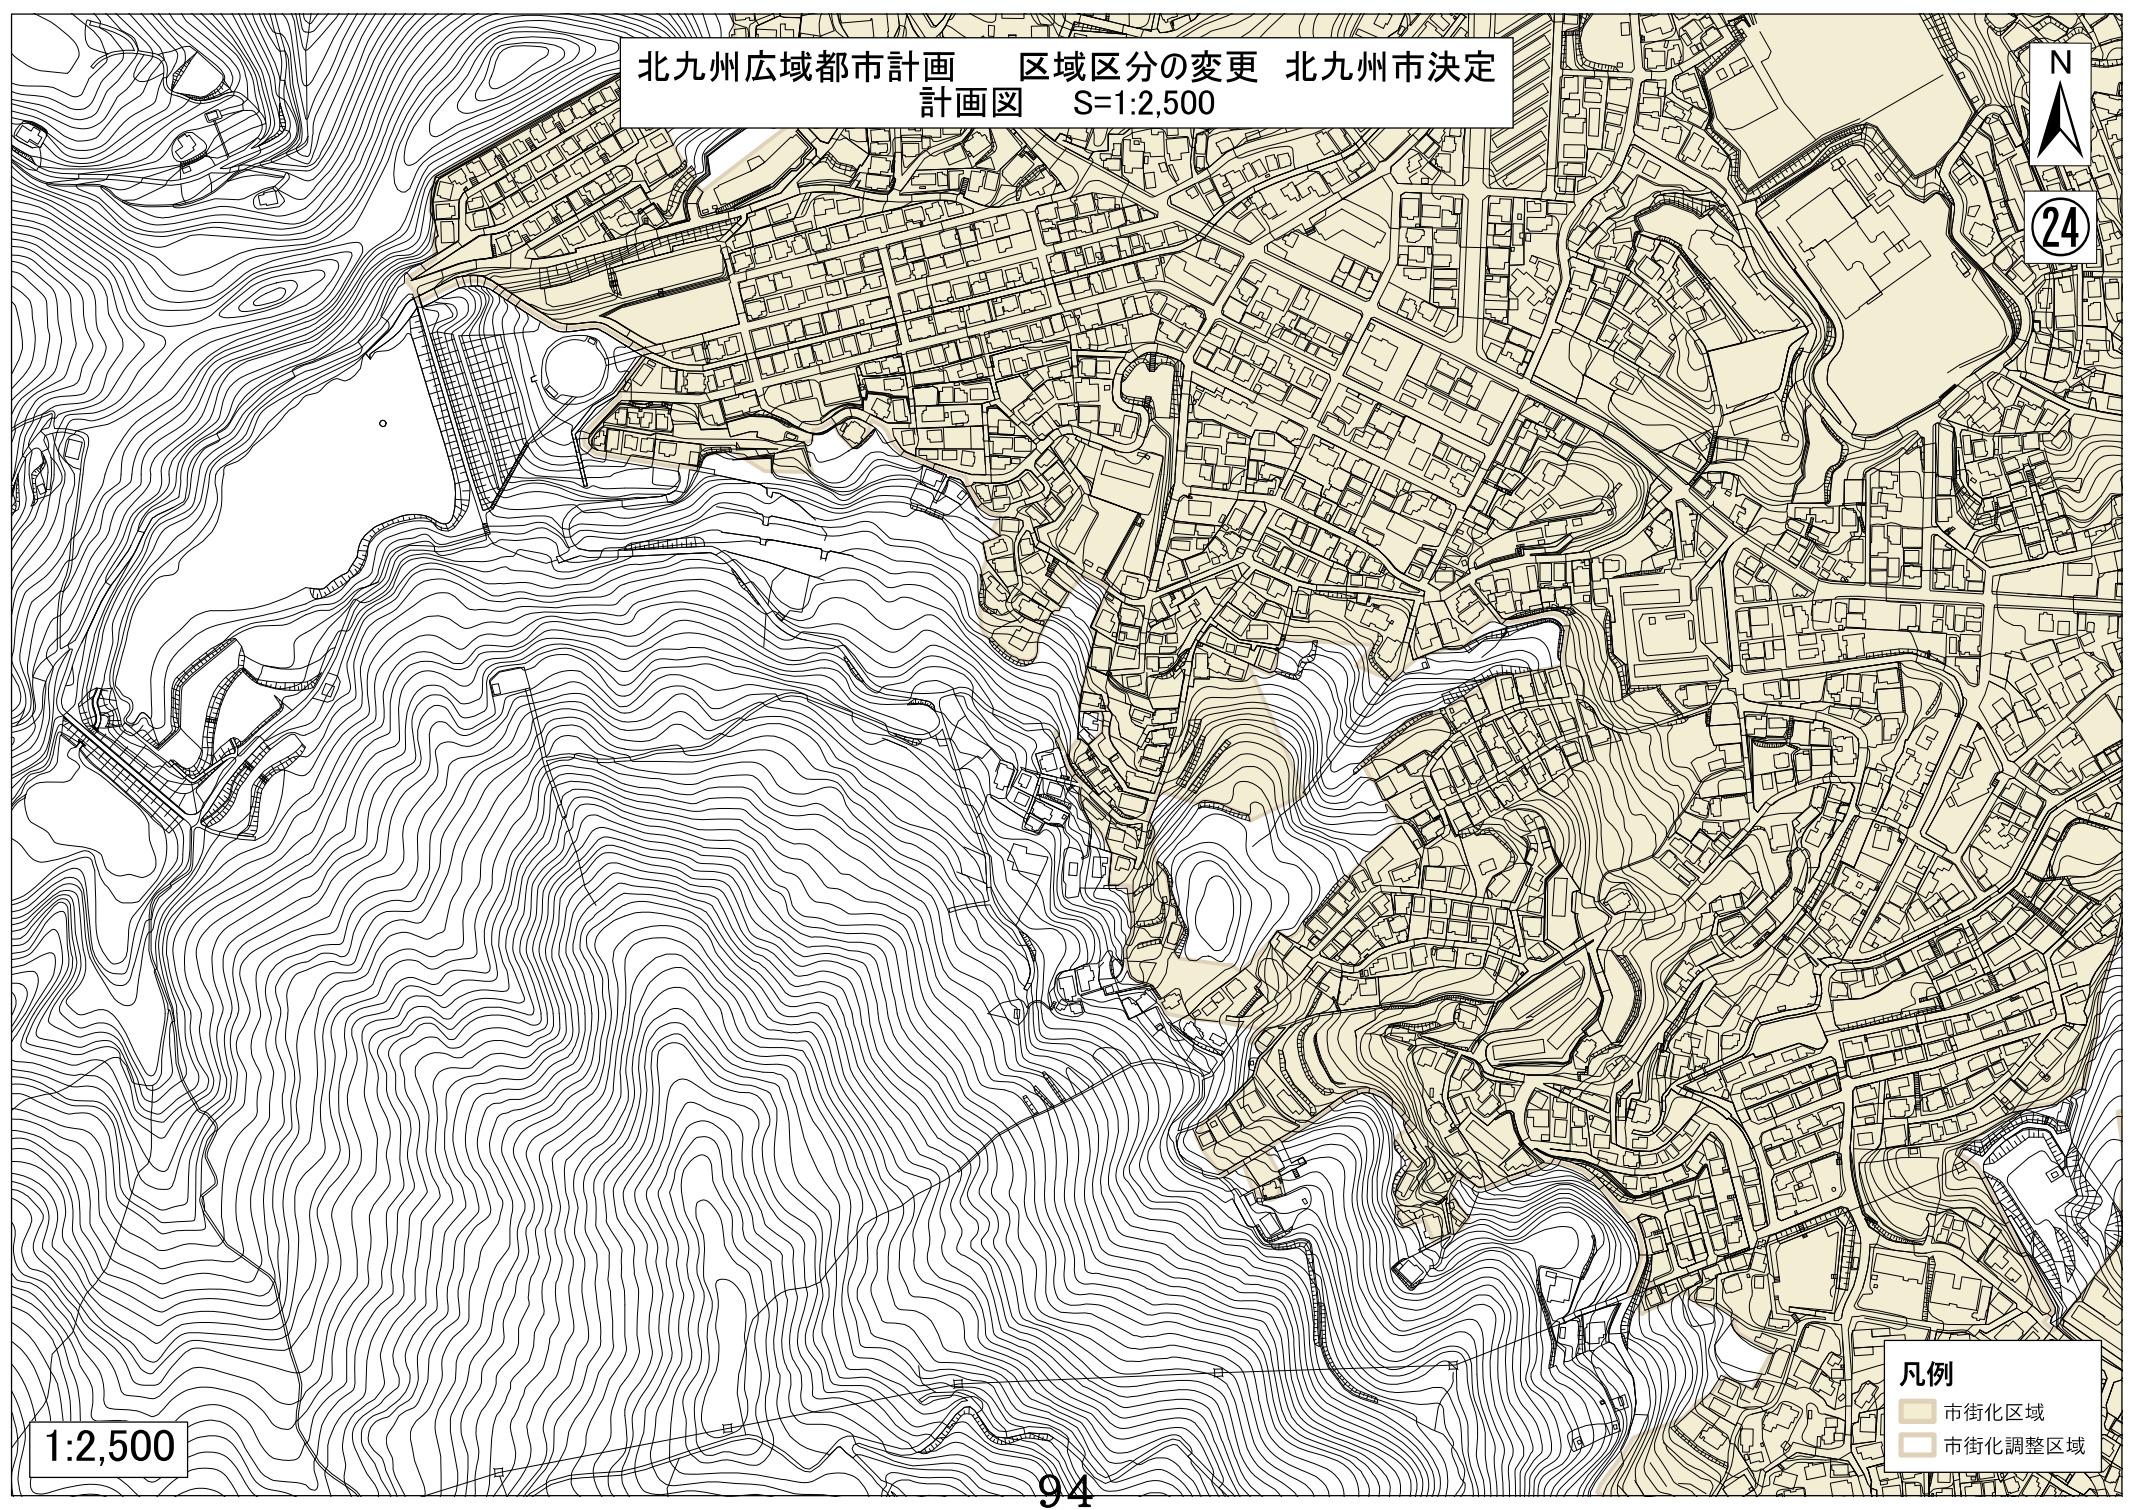 北九州広域都市計画　区域区分の変更　北九州市決定
計画図　S=1:2,500
N
㉔
凡例
市街化区域
市街化調整区域
1:2,500
94